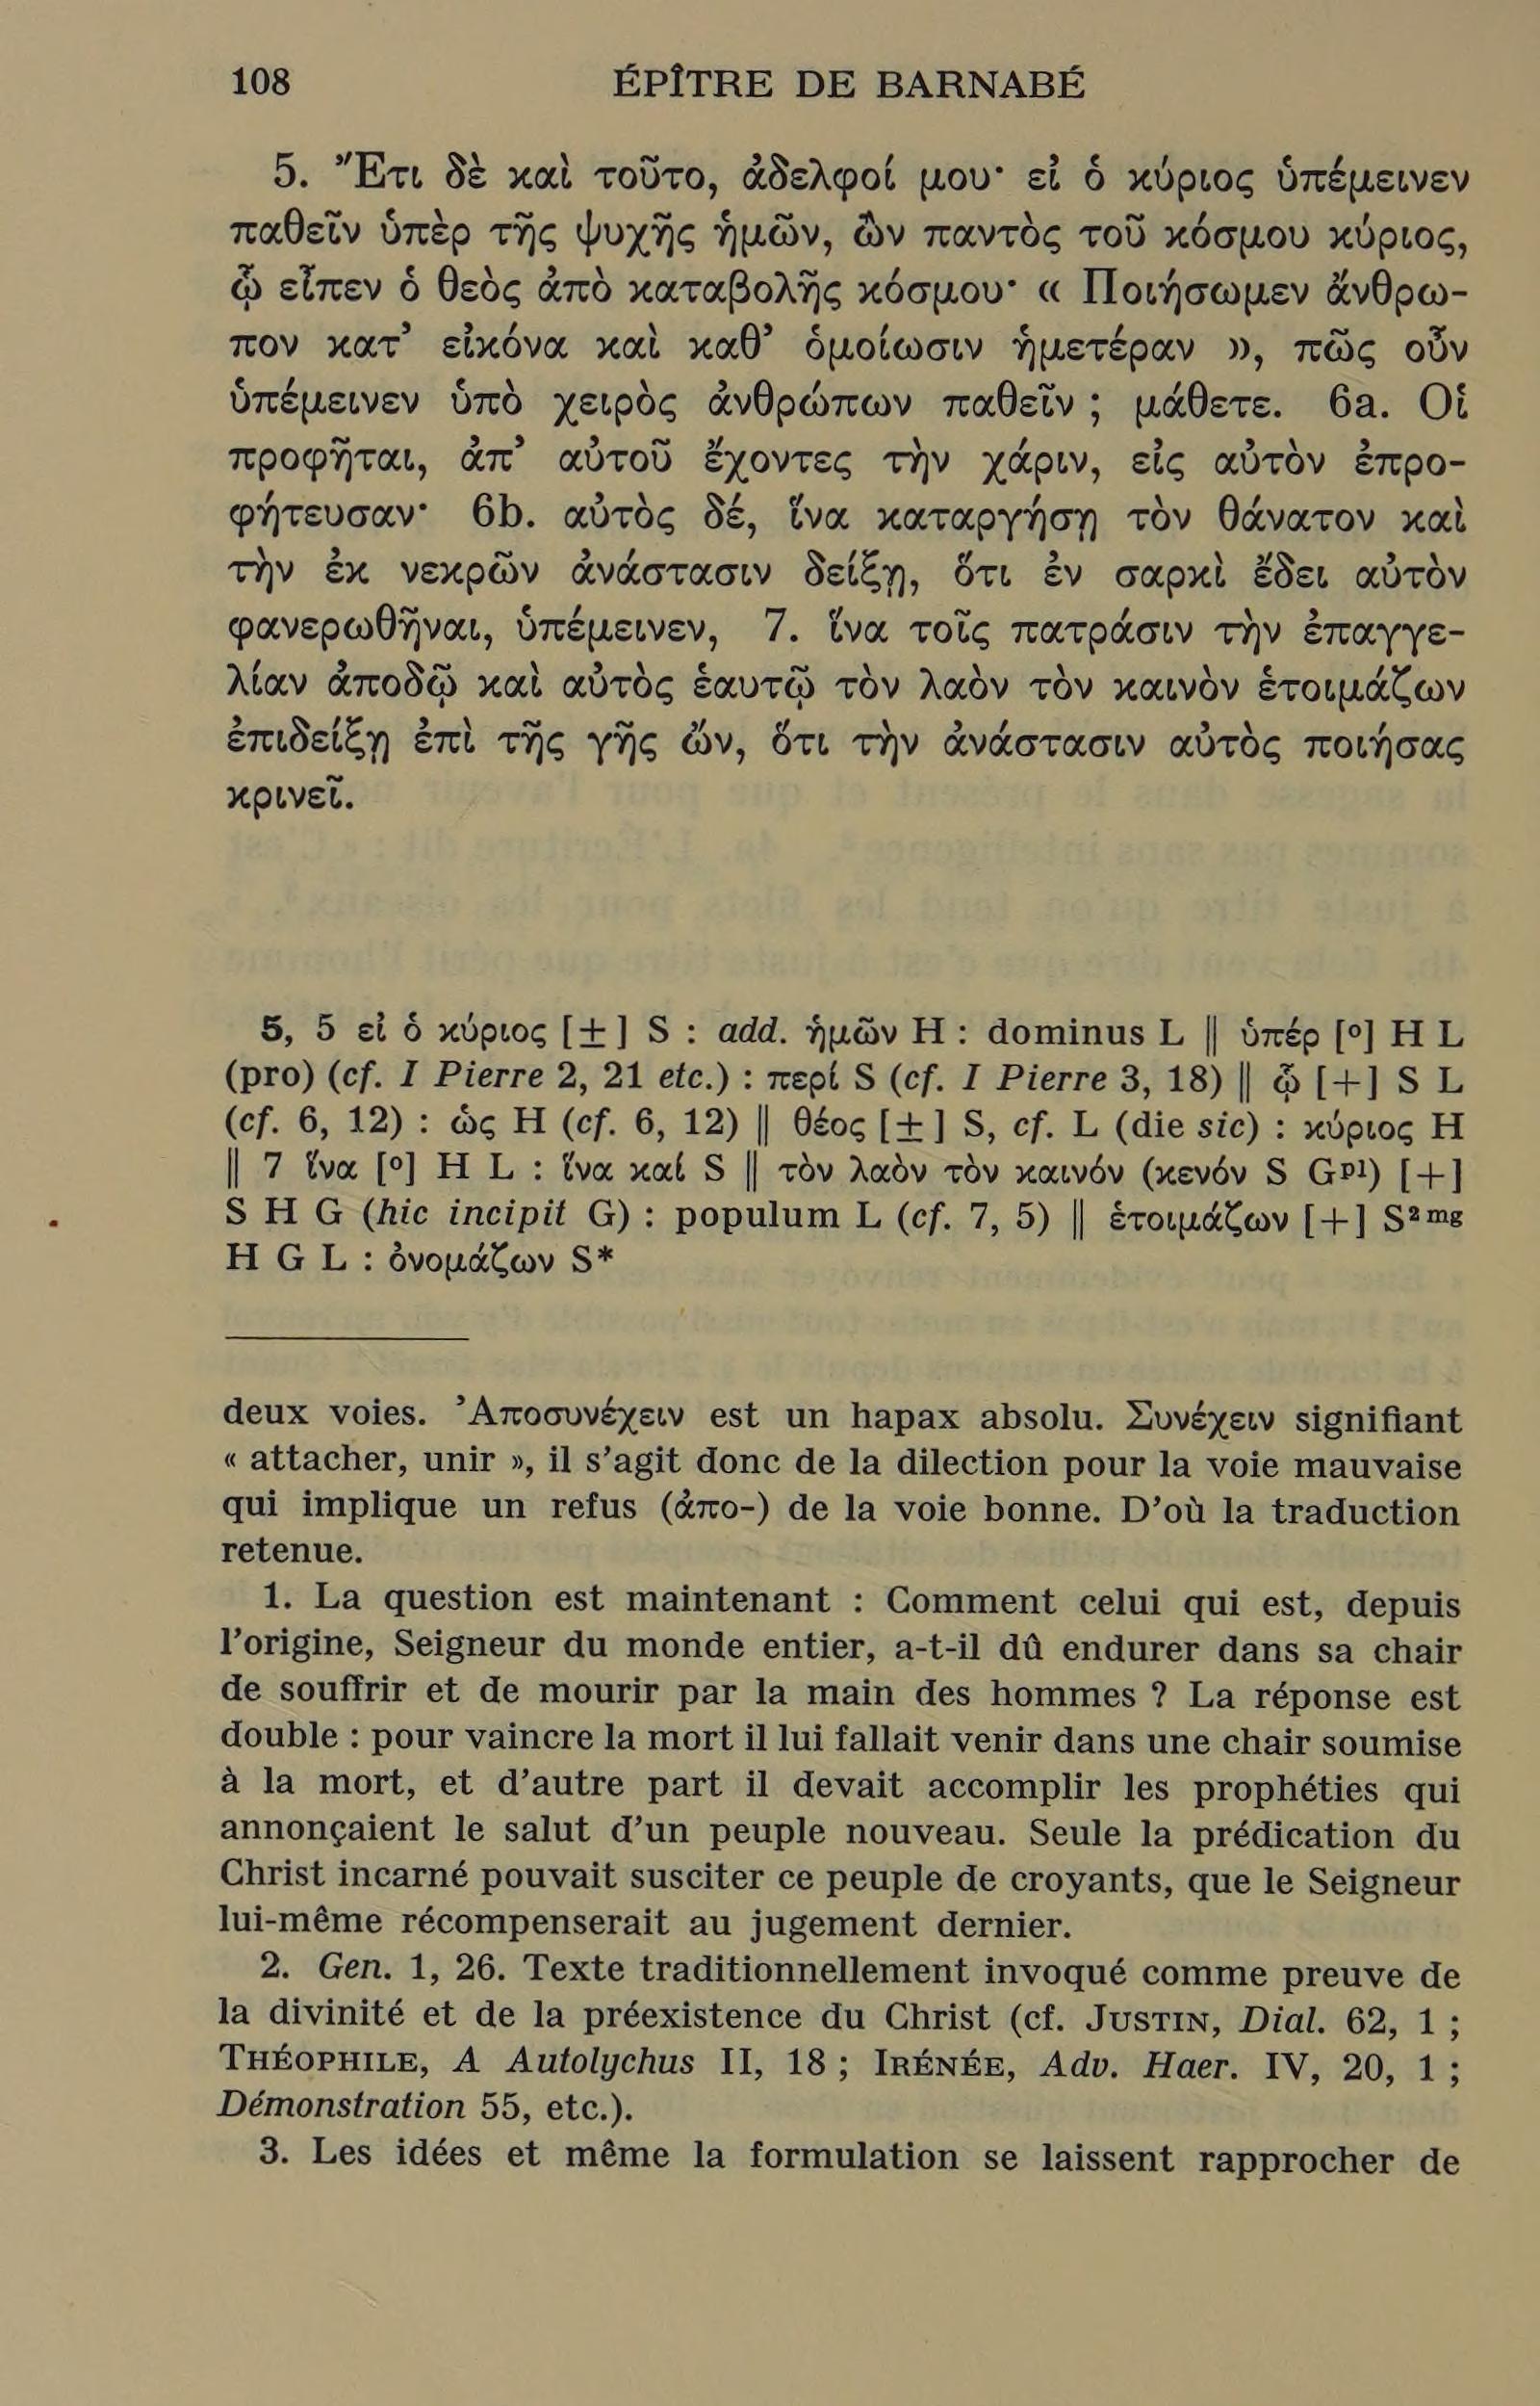 108 ÉPÎTRE DE BARNABÉ
5. Ἔτι δὲ καὶ τοῦτο, ἀδελφοί μου· εἰ ὁ κύριος ὑπέμεινεν
παθεῖν ὑπὲρ τῆς ψυχῆς ἡμῶν, ὢν παντὸς τοῦ κόσμου κύριος,
ᾧ εἶπεν ὁ θεὸς ἀπὸ καταβολῆς κόσμου· « Ποιήσωμεν ἄνθρω-
πον κατ’ εἰκόνα καὶ καθ’ ὁμοίωσιν ἡμετέραν », πῶς οὖν
ὑπέμεινεν ὑπὸ χειρὸς ἀνθρώπων παθεῖν ; μάθετε. 6a. Οἱ
προφῆται, ἀπ’ αὐτοῦ ἔχοντες τὴν χάριν, εἰς αὐτὸν ἐπρο-
φήτευσαν· 6b. αὐτὸς δέ, ἵνα καταργήσῃ τὸν θάνατον καὶ
τὴν ἐκ νεκρῶν ἀνάστασιν δείξῃ, ὅτι ἐν σαρκὶ ἔδει αὐτὸν
φανερωθῆναι, ὑπέμεινεν, 7. ἵνα τοῖς πατράσιν τὴν ἐπαγγε-
λίαν ἀποδῷ καὶ αὐτὸς ἑαυτῷ τὸν λαὸν τὸν καινὸν ἑτοιμάζων
ἐπιδείξῃ ἐπὶ τῆς γῆς ὤν, ὅτι τὴν ἀνάστασιν αὐτὸς ποιήσας
κρινεῖ.
5, 5 εἰ ὁ κύριος [±] S : add. ἡμῶν H : dominus L || ὑπέρ [°] H L
(pro) (cf. I Pierre 2, 21 etc.) : περί S (cf. I Pierre 3, 18) || ᾧ [+] S L
(cf. 6, 12) : ὡς H (cf. 6, 12) || θέος [±] S, cf. L (die sic) : κύριος H
|| 7 ἵνα [°] H L : ἵνα καί S || τὸν λαὸν τὸν καινόν (κενόν S Gᵖ¹) [+]
S H G (hic incipit G) : populum L (cf. 7, 5) || ἑτοιμάζων [+] S² ᵐᵍ
H G L : ὀνομάζων S*
deux voies. Ἀποσυνέχειν est un hapax absolu. Συνέχειν signifiant
« attacher, unir », il s’agit donc de la dilection pour la voie mauvaise
qui implique un refus (ἀπο-) de la voie bonne. D’où la traduction
retenue.
1. La question est maintenant : Comment celui qui est, depuis
l’origine, Seigneur du monde entier, a-t-il dû endurer dans sa chair
de souffrir et de mourir par la main des hommes ? La réponse est
double : pour vaincre la mort il lui fallait venir dans une chair soumise
à la mort, et d’autre part il devait accomplir les prophéties qui
annonçaient le salut d’un peuple nouveau. Seule la prédication du
Christ incarné pouvait susciter ce peuple de croyants, que le Seigneur
lui-même récompenserait au jugement dernier.
2. Gen. 1, 26. Texte traditionnellement invoqué comme preuve de
la divinité et de la préexistence du Christ (cf. JUSTIN, Dial. 62, 1 ;
THÉOPHILE, A Autolychus II, 18 ; IRÉNÉE, Adv. Haer. IV, 20, 1 ;
Démonstration 55, etc.).
3. Les idées et même la formulation se laissent rapprocher de